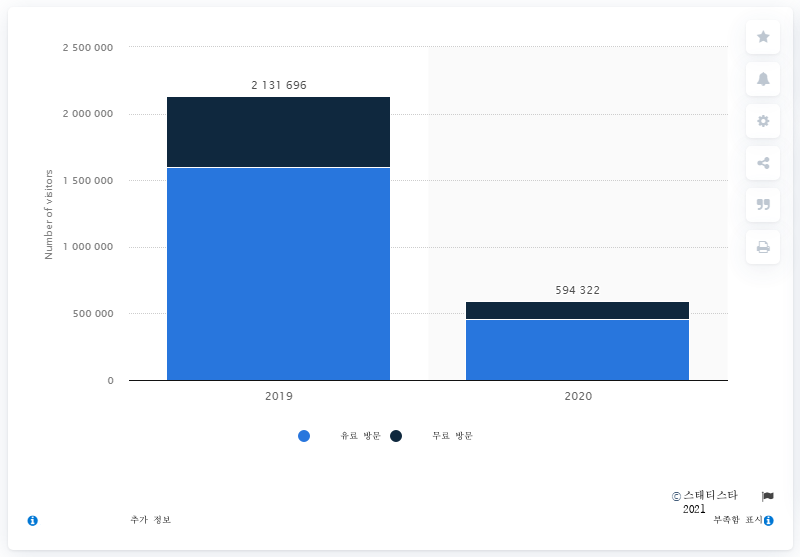 2 500 000
2 131 696
2 000 000
1 500 000
1 000 000
594 322
500 000
0
Number of visitors
2019
2020
유료 방문 무료 방문
© 스태티스타
2021
추가 정보
부족함 표시